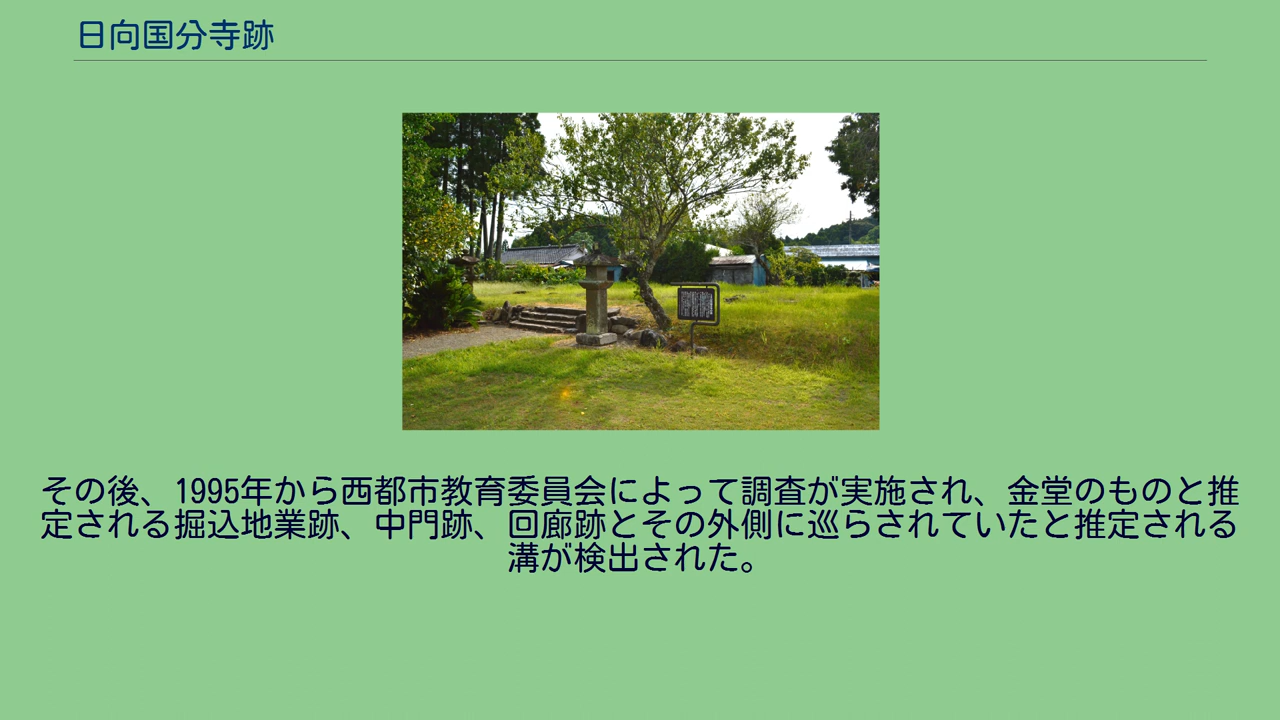 日向国分寺跡
その後、1995年から西都市教育委員会によって調査が実施され、金堂のものと推
定される掘込地業跡、中門跡、回廊跡とその外側に巡らされていたと推定される
溝が検出された。